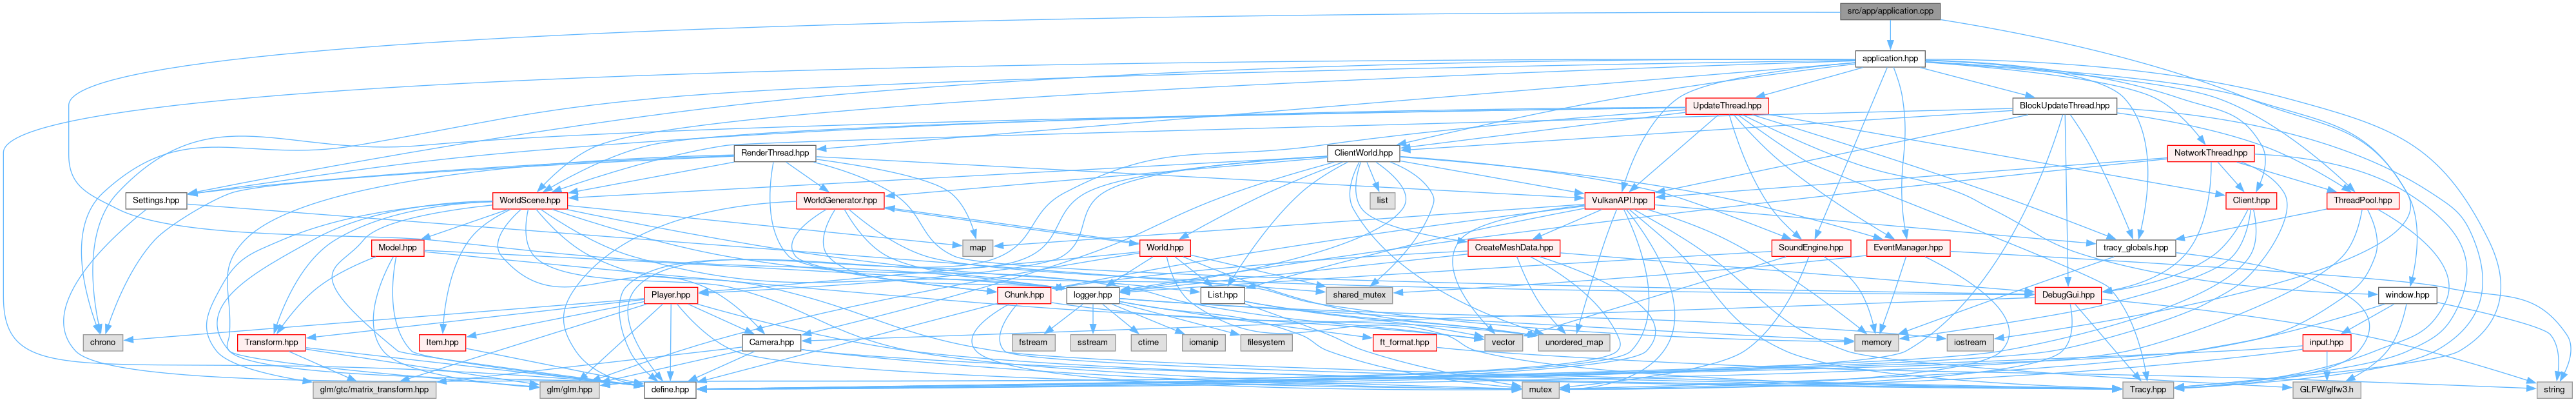 src/app/application.cpp
application.hpp
UpdateThread.hpp
BlockUpdateThread.hpp
RenderThread.hpp
ClientWorld.hpp
NetworkThread.hpp
Settings.hpp
WorldScene.hpp
WorldGenerator.hpp
list
VulkanAPI.hpp
Client.hpp
ThreadPool.hpp
Model.hpp
map
World.hpp
CreateMeshData.hpp
SoundEngine.hpp
EventManager.hpp
tracy_globals.hpp
Player.hpp
Chunk.hpp
logger.hpp
List.hpp
shared_mutex
DebugGui.hpp
window.hpp
chrono
Transform.hpp
Item.hpp
Camera.hpp
fstream
sstream
ctime
iomanip
filesystem
ft_format.hpp
vector
unordered_map
memory
iostream
input.hpp
glm/gtc/matrix_transform.hpp
glm/glm.hpp
define.hpp
mutex
Tracy.hpp
GLFW/glfw3.h
string